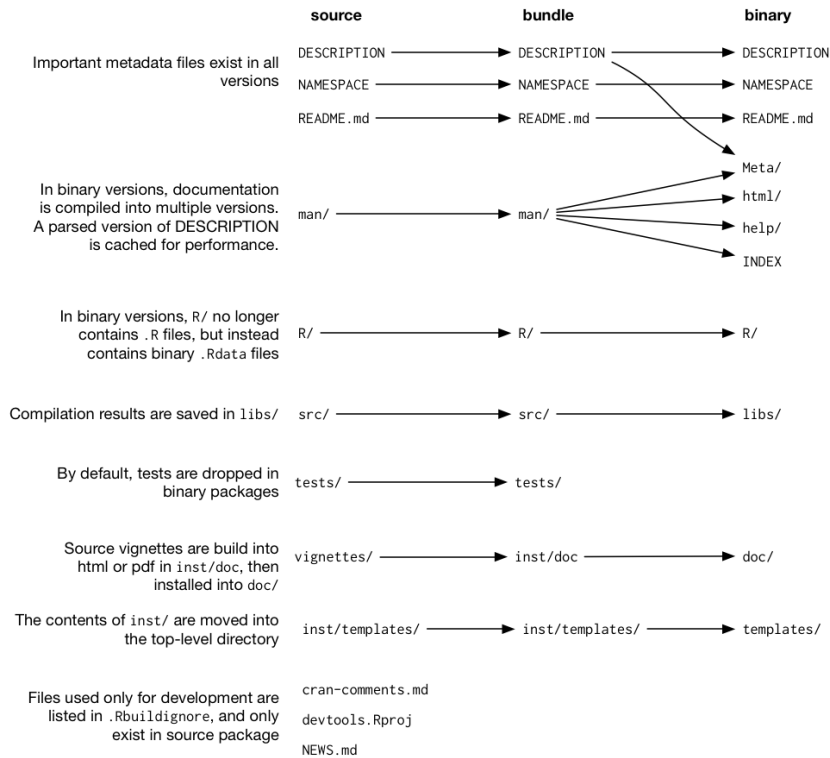 source bundle binary
Important metadata files exist in all
versions
DESCRIPTION DESCRIPTION DESCRIPTION
NAMESPACE NAMESPACE NAMESPACE
README.md README.md README.md
In binary versions, documentation
is compiled into multiple versions.
A parsed version of DESCRIPTION
is cached for performance.
man/ man/
Meta/
html/
help/
INDEX
In binary versions, R/ no longer
contains .R files, but instead
contains binary .Rdata files
R/ R/ R/
Compilation results are saved in libs/
src/ src/ libs/
By default, tests are dropped in
binary packages
tests/ tests/
Source vignettes are build into
html or pdf in inst/doc, then
installed into doc/
vignettes/ inst/doc doc/
The contents of inst/ are moved into
the top-level directory
inst/templates/ inst/templates/ templates/
Files used only for development are
listed in .Rbuildignore, and only
exist in source package
cran-comments.md
devtools.Rproj
NEWS.md